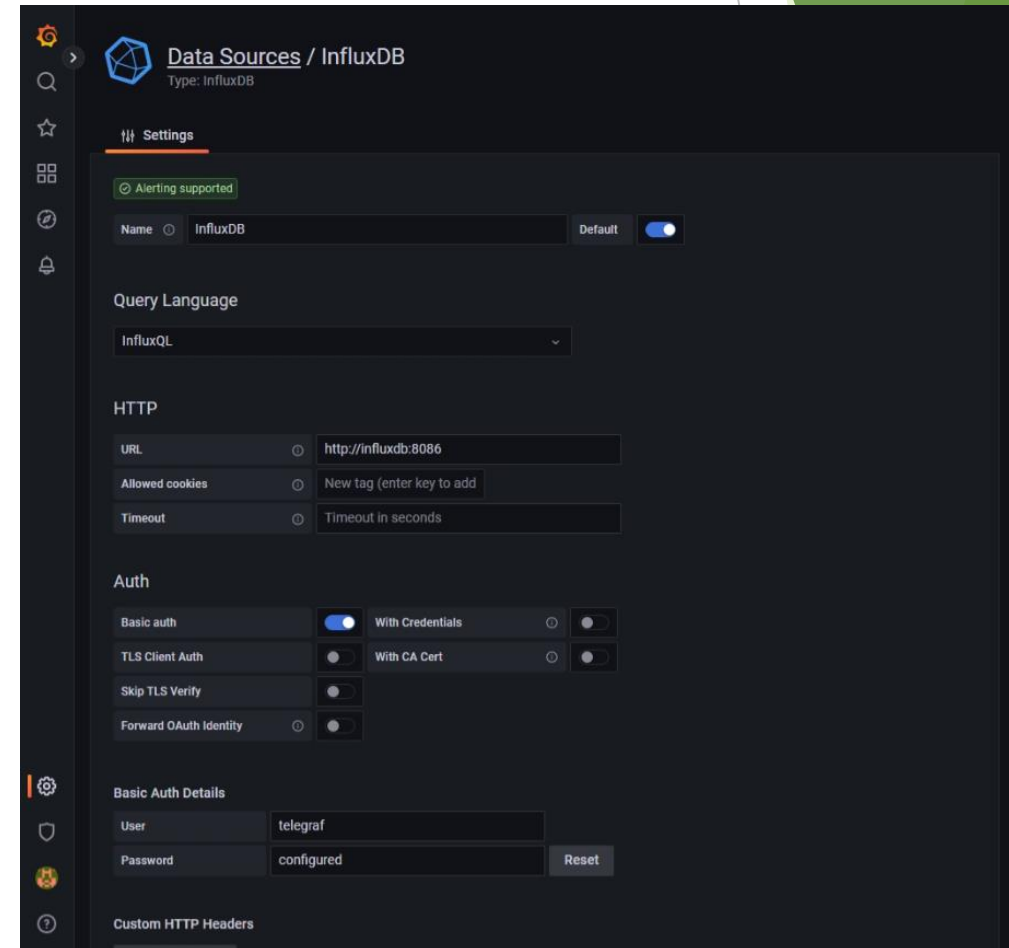 Data Sources / InfluxDB
Type: InfluxDB
Settings
Alerting supported
Name InfluxDB Default
Query Language
InfluxQL
HTTP
URL http://influxdb:8086
Allowed cookies New tag (enter key to add
Timeout Timeout in seconds
Auth
Basic auth With Credentials
TLS Client Auth With CA Cert
Skip TLS Verify
Forward OAuth Identity
Basic Auth Details
User telegraf
Password configured Reset
Custom HTTP Headers